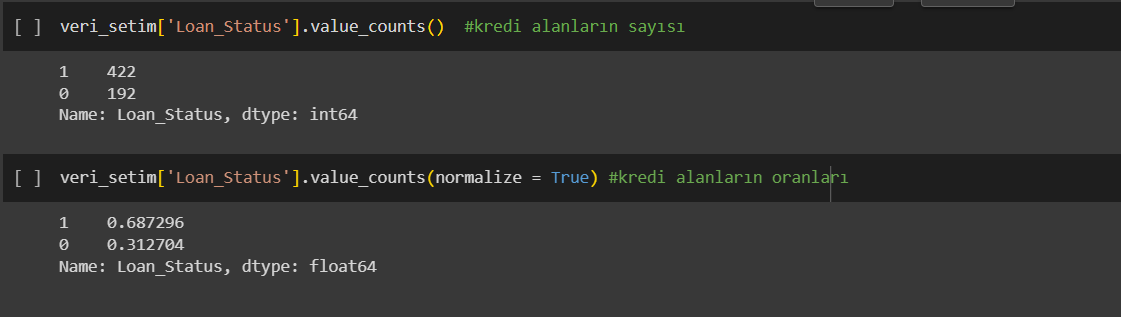 [ ] veri_setim['Loan_Status'].value_counts()  #kredi alanların sayısı
1    422
0    192
Name: Loan_Status, dtype: int64
[ ] veri_setim['Loan_Status'].value_counts(normalize = True) #kredi alanların oranları
1    0.687296
0    0.312704
Name: Loan_Status, dtype: float64